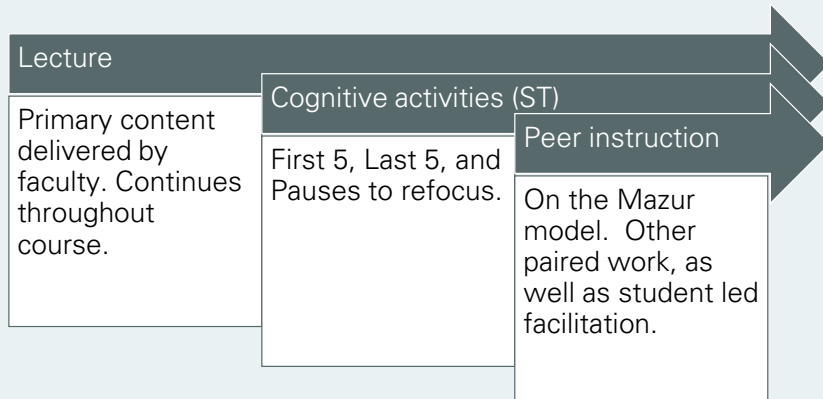 Lecture
Primary content
delivered by
faculty. Continues
throughout
course.
Cognitive activities (ST)
First 5, Last 5, and
Pauses to refocus.
Peer instruction
On the Mazur
model.  Other
paired work, as
well as student led
facilitation.